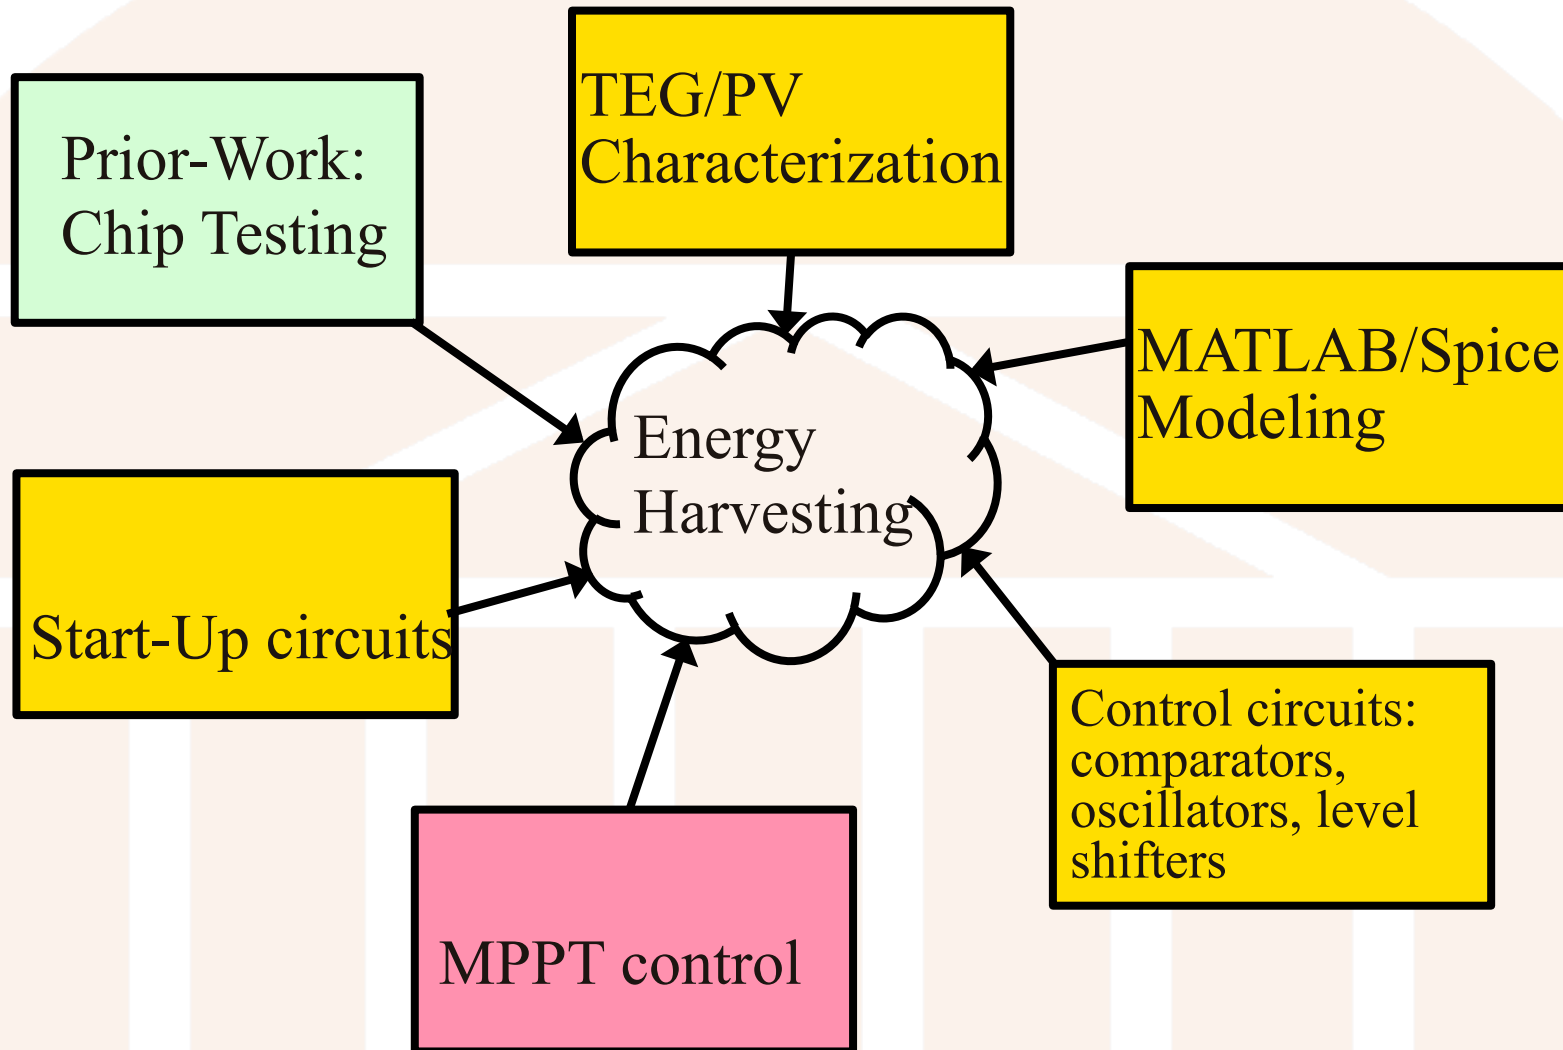 TEG/PV
Characterization
Prior-Work:
Chip Testing
MATLAB/Spice
Modeling
Energy
Harvesting
Start-Up circuits
Control circuits:
comparators,
oscillators, level
shifters
MPPT control